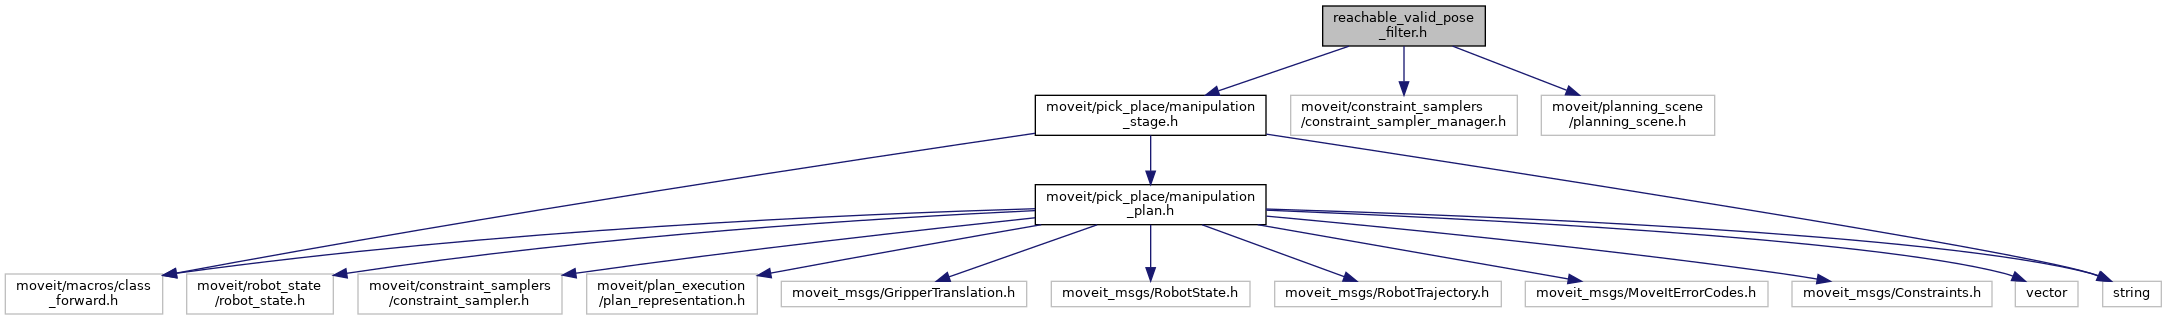 reachable_valid_pose
_filter.h
moveit/pick_place/manipulation
_stage.h
moveit/constraint_samplers
/constraint_sampler_manager.h
moveit/planning_scene
/planning_scene.h
moveit/pick_place/manipulation
_plan.h
moveit/macros/class
_forward.h
moveit/robot_state
/robot_state.h
moveit/constraint_samplers
/constraint_sampler.h
moveit/plan_execution
/plan_representation.h
moveit_msgs/GripperTranslation.h
moveit_msgs/RobotState.h
moveit_msgs/RobotTrajectory.h
moveit_msgs/MoveItErrorCodes.h
moveit_msgs/Constraints.h
vector
string